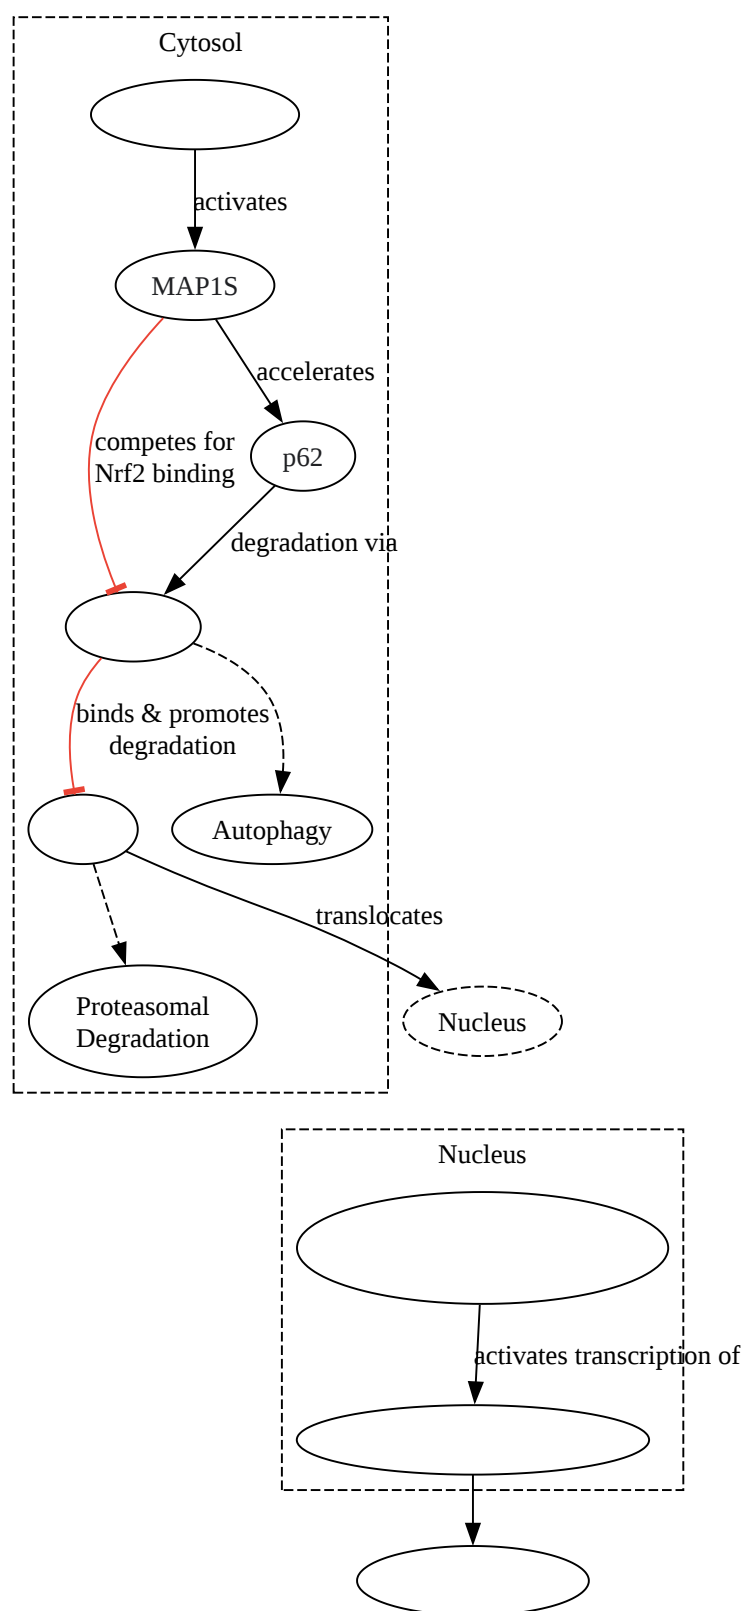 Cytosol
activates
MAP1S
accelerates
competes for
Nrf2 binding
p62
degradation via
binds & promotes
degradation
Autophagy
translocates
Proteasomal
Degradation
Nucleus
Nucleus
activates transcription of